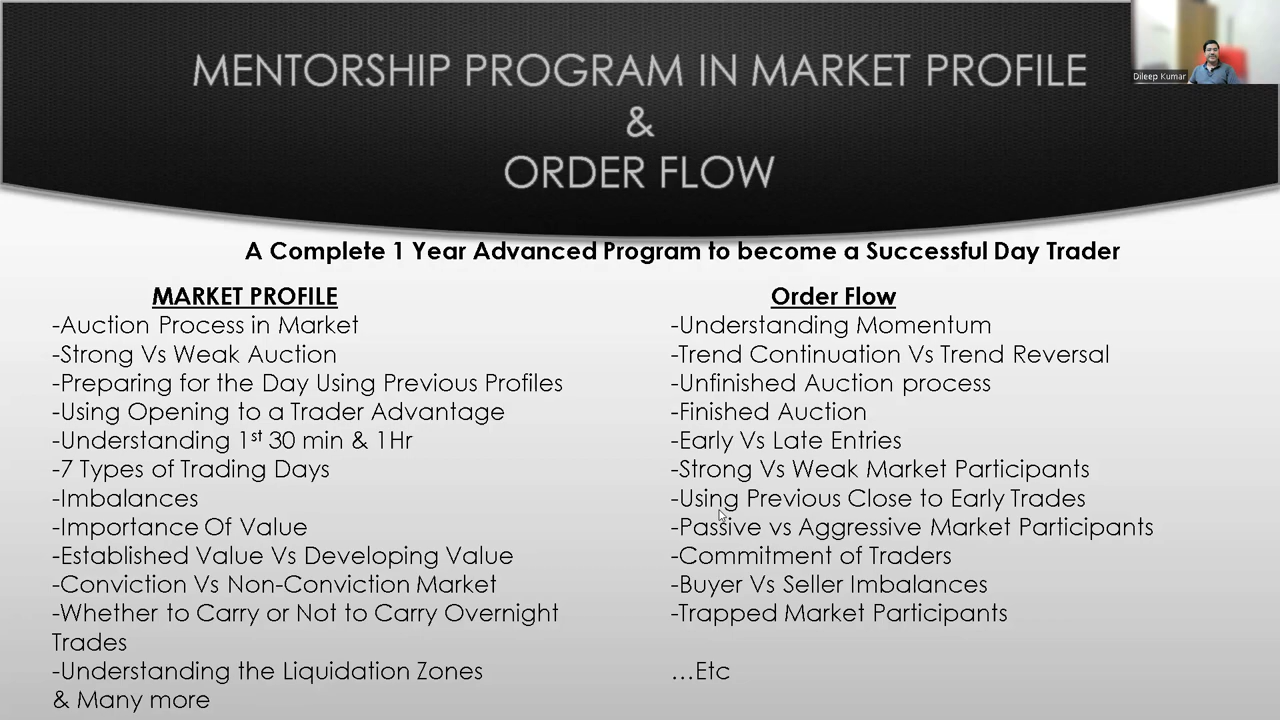 MENTORSHIP PROGRAM IN MARKET PROFILE
&
ORDER FLOW
Dileep Kumar
A Complete 1 Year Advanced Program to become a Successful Day Trader
MARKET PROFILE
-Auction Process in Market
-Strong Vs Weak Auction
-Preparing for the Day Using Previous Profiles
-Using Opening to a Trader Advantage
-Understanding 1st 30 min & 1Hr
-7 Types of Trading Days
-Imbalances
-Importance Of Value
-Established Value Vs Developing Value
-Conviction Vs Non-Conviction Market
-Whether to Carry or Not to Carry Overnight
Trades
-Understanding the Liquidation Zones
& Many more
Order Flow
-Understanding Momentum
-Trend Continuation Vs Trend Reversal
-Unfinished Auction process
-Finished Auction
-Early Vs Late Entries
-Strong Vs Weak Market Participants
-Using Previous Close to Early Trades
-Passive vs Aggressive Market Participants
-Commitment of Traders
-Buyer Vs Seller Imbalances
-Trapped Market Participants
...Etc